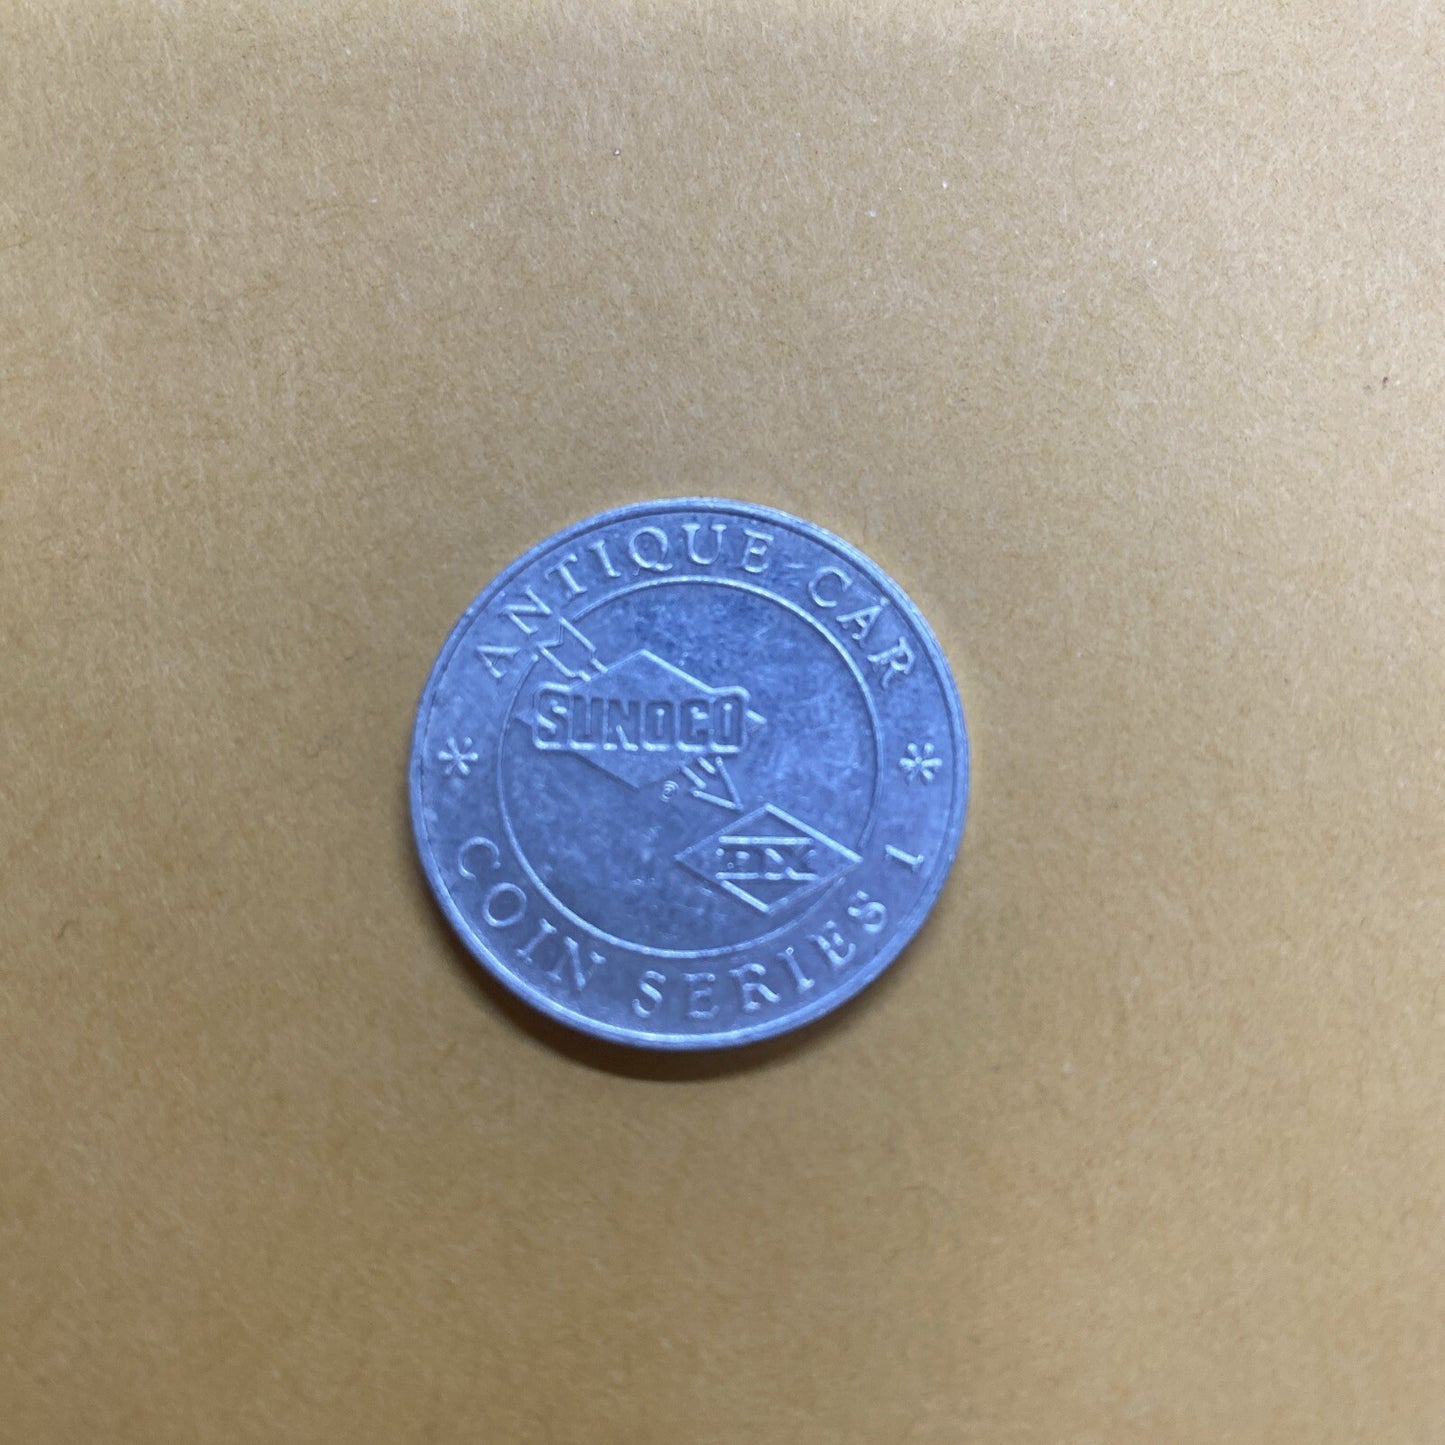 ANTIQUE CAR
SUNOCO
®
DX
COIN SERIES 1